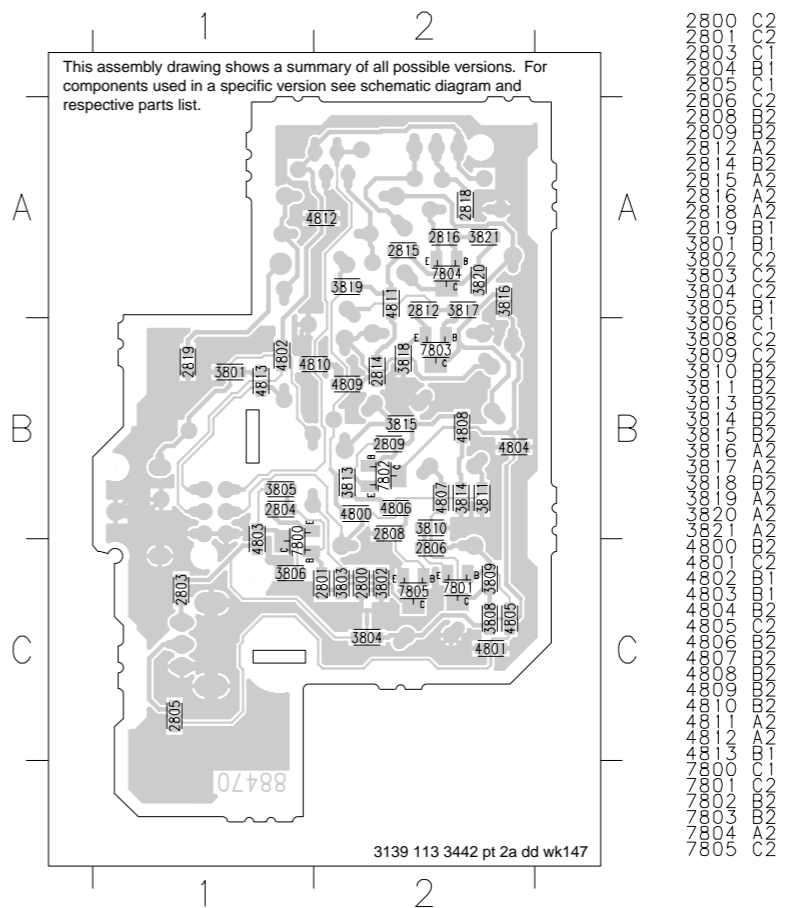 1 2
This assembly drawing shows a summary of all possible versions. For
components used in a specific version see schematic diagram and
respective parts list.
A A
2818
4812
2816 3821
2815
E B
7804
C
3820
3819
4811
2812 3817
3816
E B
7803
C
2819
3801
4813
4802
4810
4809
2814
3818
3815
4808
B B
2809
4804
B
7802
C
E
3813
3805
2804
4800
4806
4807
3814
3811
3810
2808
2806
4803
C
7800
E
B
3806
2801
3803
2800
3802
E B
7805
C
E B
7801
C
3809
2803
3808
4805
3804
4801
C C
2805
88470
3139 113 3442 pt 2a dd wk147
1 2
2800 C2
2801 C2
2803 C1
2804 B1
2805 C1
2806 C2
2808 B2
2809 B2
2812 A2
2814 B2
2815 A2
2816 A2
2818 A2
2819 B1
3801 B1
3802 C2
3803 C2
3804 C2
3805 B1
3806 C1
3808 C2
3809 C2
3810 B2
3811 B2
3813 B2
3814 B2
3815 B2
3816 A2
3817 A2
3818 B2
3819 A2
3820 A2
3821 A2
4800 B2
4801 C2
4802 B1
4803 B1
4804 B2
4805 C2
4806 B2
4807 B2
4808 B2
4809 B2
4810 B2
4811 A2
4812 A2
4813 B1
7800 C1
7801 C2
7802 B2
7803 B2
7804 A2
7805 C2